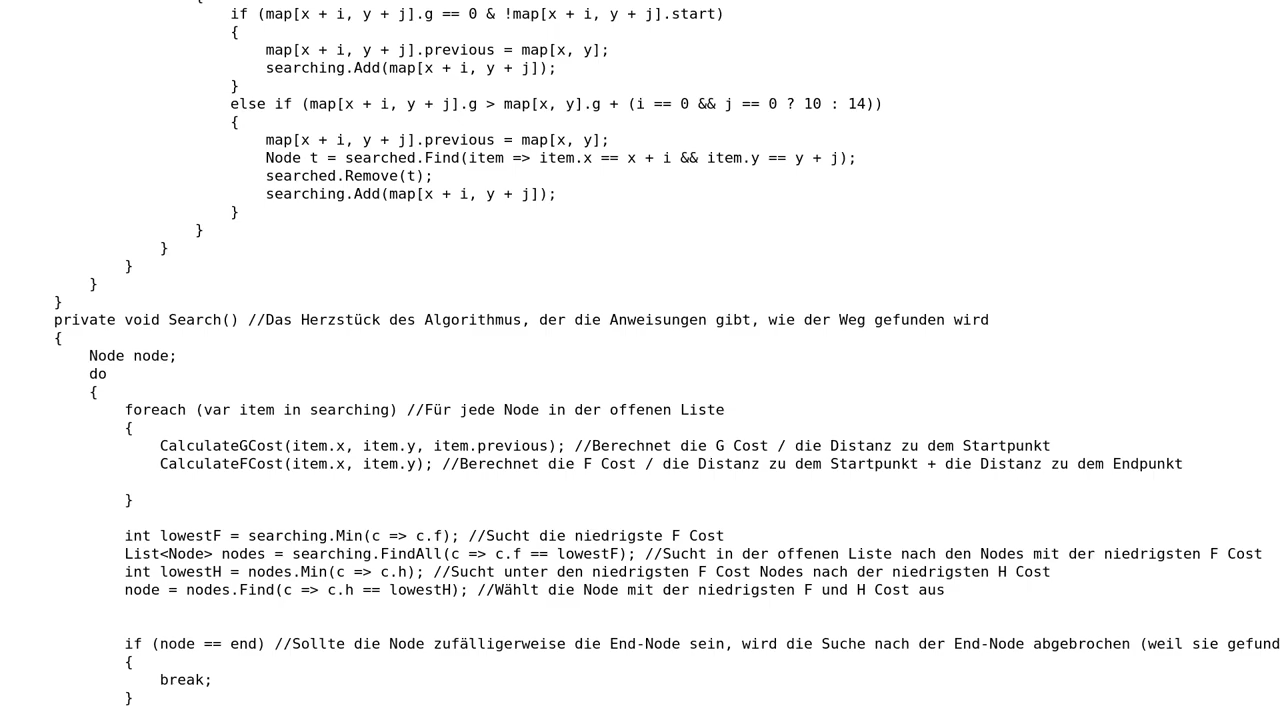 {
if (map[x + i, y + j].g == 0 & !map[x + i, y + j].start)
{
map[x + i, y + j].previous = map[x, y];
searching.Add(map[x + i, y + j]);
}
else if (map[x + i, y + j].g > map[x, y].g + (i == 0 && j == 0 ? 10 : 14))
{
map[x + i, y + j].previous = map[x, y];
Node t = searched.Find(item => item.x == x + i && item.y == y + j);
searched.Remove(t);
searching.Add(map[x + i, y + j]);
}
}
}
}
}
}
private void Search() //Das Herzstück des Algorithmus, der die Anweisungen gibt, wie der Weg gefunden wird
{
Node node;
do
{
foreach (var item in searching) //Für jede Node in der offenen Liste
{
CalculateGCost(item.x, item.y, item.previous); //Berechnet die G Cost / die Distanz zu dem Startpunkt
CalculateFCost(item.x, item.y); //Berechnet die F Cost / die Distanz zu dem Startpunkt + die Distanz zu dem Endpunkt
}
int lowestF = searching.Min(c => c.f); //Sucht die niedrigste F Cost
List<Node> nodes = searching.FindAll(c => c.f == lowestF); //Sucht in der offenen Liste nach den Nodes mit der niedrigsten F Cost
int lowestH = nodes.Min(c => c.h); //Sucht unter den niedrigsten F Cost Nodes nach der niedrigsten H Cost
node = nodes.Find(c => c.h == lowestH); //Wählt die Node mit der niedrigsten F und H Cost aus
if (node == end) //Sollte die Node zufälligerweise die End-Node sein, wird die Suche nach der End-Node abgebrochen (weil sie gefund
{
break;
}